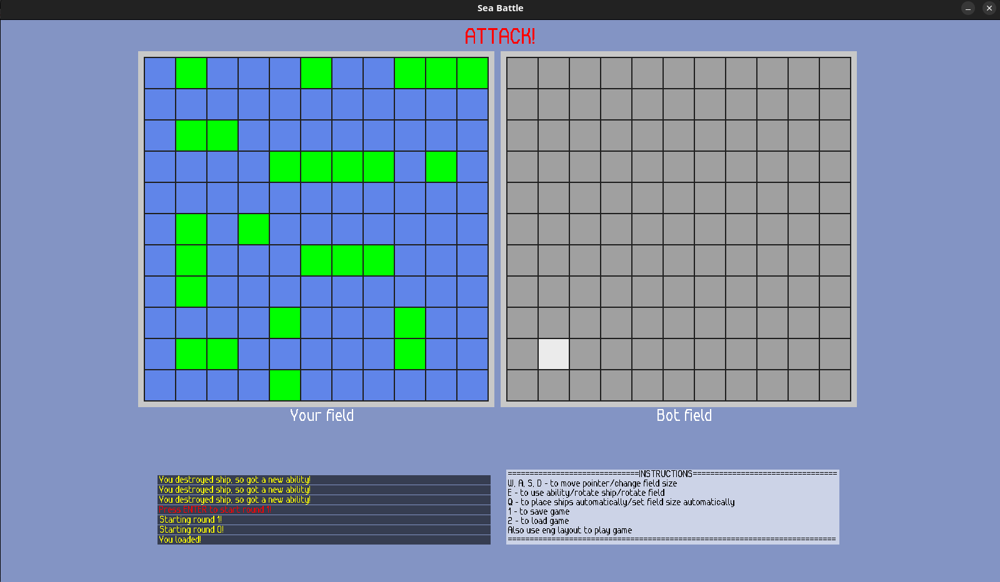 Sea Battle
ATTACK!
Your field
Bot field
You destroyed ship, so got a new ability!
You destroyed ship, so got a new ability!
You destroyed ship, so got a new ability!
Press ENTER to start round 1!
Starting round 1!
Starting round 0!
You loaded!
==============================INSTRUCTIONS=================================
W, A, S, D - to move pointer/change field size
E - to use ability/rotate ship/rotate field
Q - to place ships automatically/set field size automatically
1 - to save game
2 - to load game
Also use eng layout to play game
===========================================================================